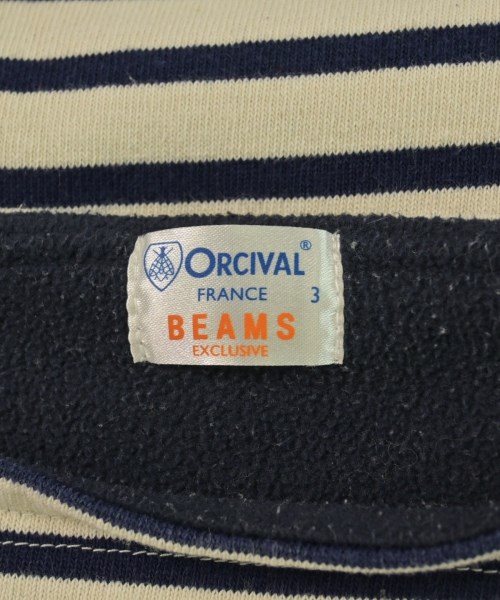 ORCIVAL®
FRANCE 3
BEAMS
EXCLUSIVE